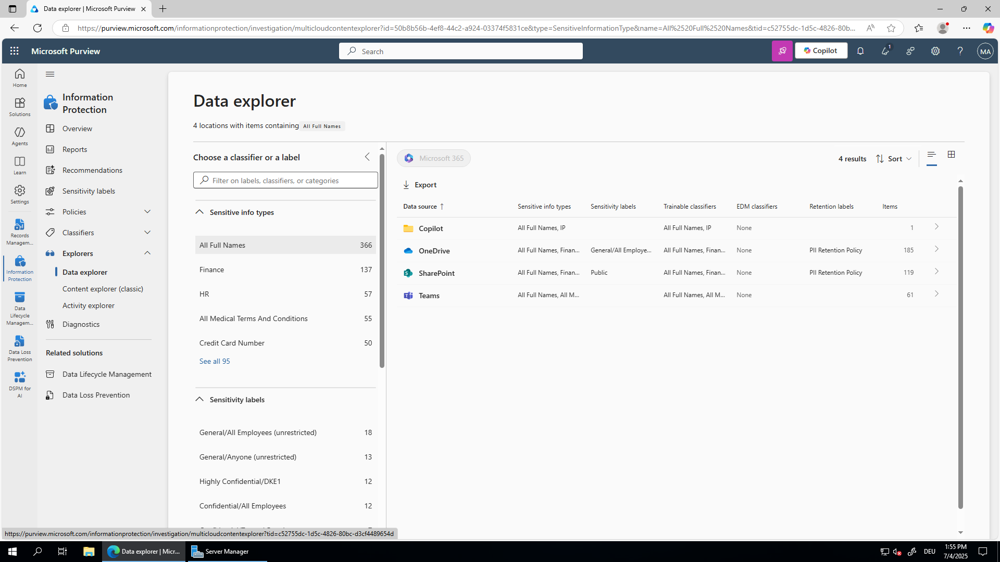 Data explorer | Microsoft Purview
https://purview.microsoft.com/informationprotection/investigation/multicloudcontentexplorer?id=50b8b56b-4ef8-44c2-a924-03374f5831ce&type=SensitiveInformationType&name=All%2520Full%2520Names&tid=c52755dc-1d5c-4826-80b...
Microsoft Purview
Search
Copilot
1
MA
Home
Solutions
Agents
Learn
Settings
Records Managem...
Information Protection
Data Lifecycle Managem...
Data Loss Prevention
DSPM for AI
Information Protection
Overview
Reports
Recommendations
Sensitivity labels
Policies
Classifiers
Explorers
Data explorer
Content explorer (classic)
Activity explorer
Diagnostics
Related solutions
Data Lifecycle Management
Data Loss Prevention
Data explorer
4 locations with items containing All Full Names
Choose a classifier or a label
Filter on labels, classifiers, or categories
Sensitive info types
All Full Names 366
Finance 137
HR 57
All Medical Terms And Conditions 55
Credit Card Number 50
See all 95
Sensitivity labels
General/All Employees (unrestricted) 18
General/Anyone (unrestricted) 13
Highly Confidential/DKE1 12
Confidential/All Employees 12
Microsoft 365
4 results Sort
Export
Data source Sensitive info types Sensitivity labels Trainable classifiers EDM classifiers Retention labels Items
Copilot All Full Names, IP All Full Names, IP None 1
OneDrive All Full Names, Finan... General/All Employe... All Full Names, Finan... None PII Retention Policy 185
SharePoint All Full Names, Finan... Public All Full Names, Finan... None PII Retention Policy 119
Teams All Full Names, All M... All Full Names, All M... None 61
https://purview.microsoft.com/informationprotection/investigation/multicloudcontentexplorer?tid=c52755dc-1d5c-4826-80bc-d3cf4489654d
Data explorer | Micr...
Server Manager
DEU
1:55 PM
7/4/2025